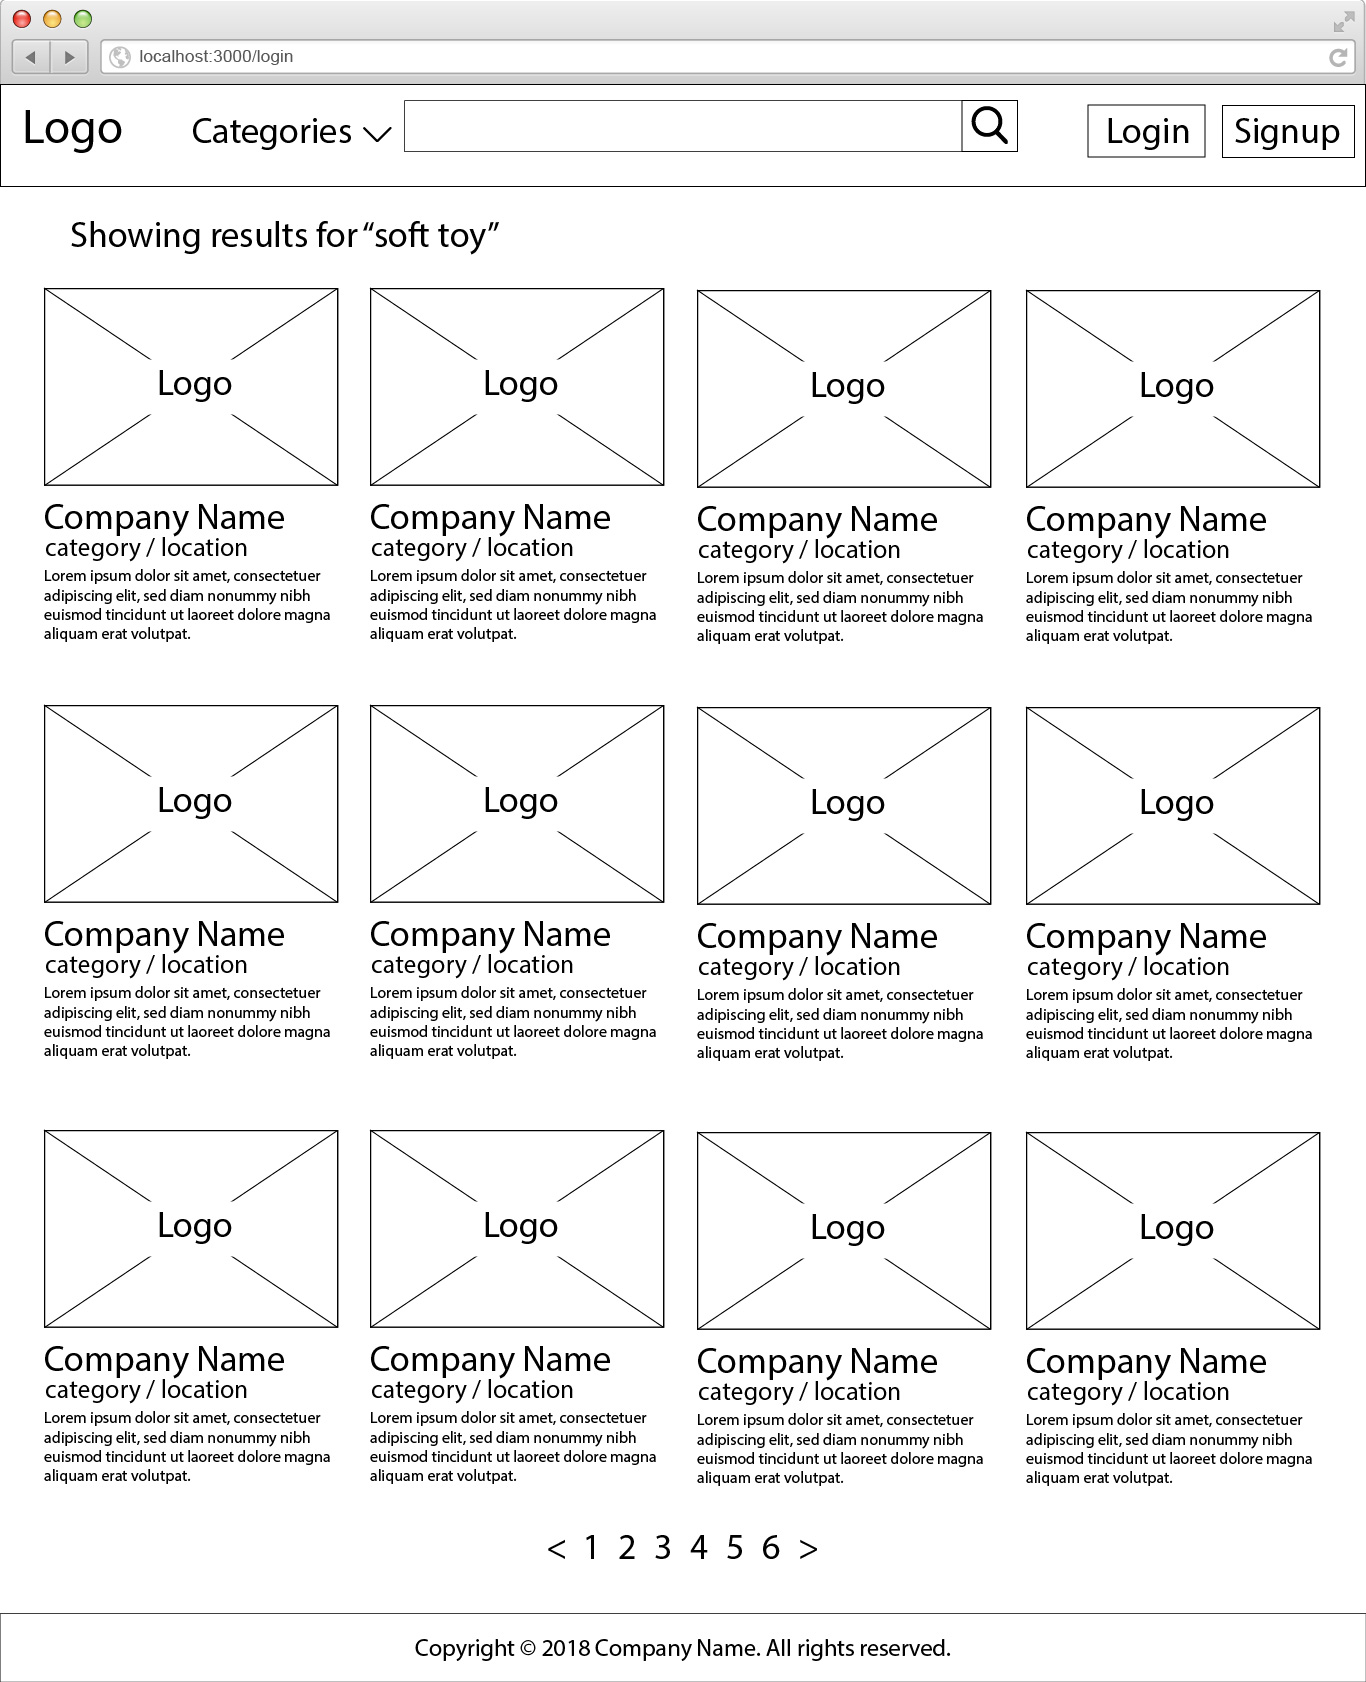 localhost:3000/login
Logo Categories Login Signup
Showing results for “soft toy”
Logo Logo Logo Logo
Company Name Company Name Company Name Company Name
category / location category / location category / location category / location
Lorem ipsum dolor sit amet, consectetuer Lorem ipsum dolor sit amet, consectetuer Lorem ipsum dolor sit amet, consectetuer Lorem ipsum dolor sit amet, consectetuer
adipiscing elit, sed diam nonummy nibh adipiscing elit, sed diam nonummy nibh adipiscing elit, sed diam nonummy nibh adipiscing elit, sed diam nonummy nibh
euismod tincidunt ut laoreet dolore magna euismod tincidunt ut laoreet dolore magna euismod tincidunt ut laoreet dolore magna euismod tincidunt ut laoreet dolore magna
aliquam erat volutpat. aliquam erat volutpat. aliquam erat volutpat. aliquam erat volutpat.
Logo Logo Logo Logo
Company Name Company Name Company Name Company Name
category / location category / location category / location category / location
Lorem ipsum dolor sit amet, consectetuer Lorem ipsum dolor sit amet, consectetuer Lorem ipsum dolor sit amet, consectetuer Lorem ipsum dolor sit amet, consectetuer
adipiscing elit, sed diam nonummy nibh adipiscing elit, sed diam nonummy nibh adipiscing elit, sed diam nonummy nibh adipiscing elit, sed diam nonummy nibh
euismod tincidunt ut laoreet dolore magna euismod tincidunt ut laoreet dolore magna euismod tincidunt ut laoreet dolore magna euismod tincidunt ut laoreet dolore magna
aliquam erat volutpat. aliquam erat volutpat. aliquam erat volutpat. aliquam erat volutpat.
Logo Logo Logo Logo
Company Name Company Name Company Name Company Name
category / location category / location category / location category / location
Lorem ipsum dolor sit amet, consectetuer Lorem ipsum dolor sit amet, consectetuer Lorem ipsum dolor sit amet, consectetuer Lorem ipsum dolor sit amet, consectetuer
adipiscing elit, sed diam nonummy nibh adipiscing elit, sed diam nonummy nibh adipiscing elit, sed diam nonummy nibh adipiscing elit, sed diam nonummy nibh
euismod tincidunt ut laoreet dolore magna euismod tincidunt ut laoreet dolore magna euismod tincidunt ut laoreet dolore magna euismod tincidunt ut laoreet dolore magna
aliquam erat volutpat. aliquam erat volutpat. aliquam erat volutpat. aliquam erat volutpat.
< 1 2 3 4 5 6 >
Copyright © 2018 Company Name. All rights reserved.